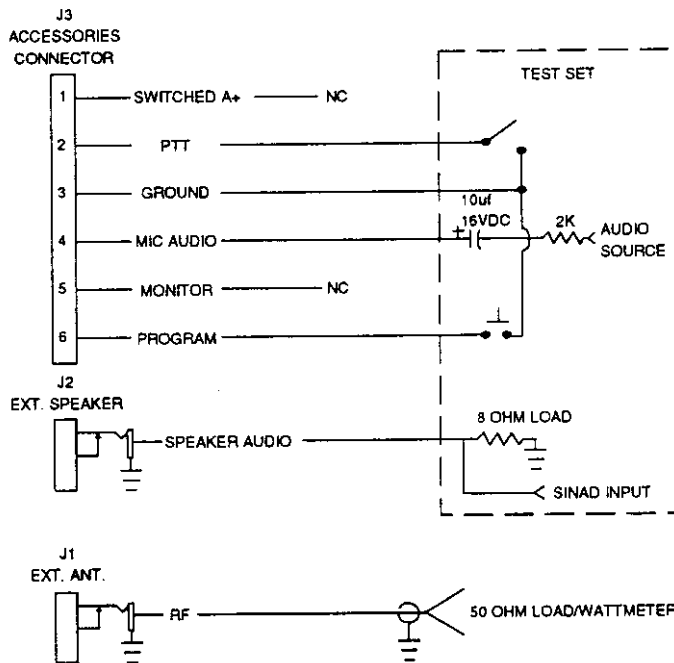 J3
ACCESSORIES
CONNECTOR
TEST SET
1 SWITCHED A+ NC
2 PTT
3 GROUND
10uf
+ 16VDC
2K
4 MIC AUDIO
AUDIO
SOURCE
5 MONITOR NC
6 PROGRAM
J2
EXT. SPEAKER
8 OHM LOAD
SPEAKER AUDIO
SINAD INPUT
J1
EXT. ANT.
RF
50 OHM LOAD/WATTMETER